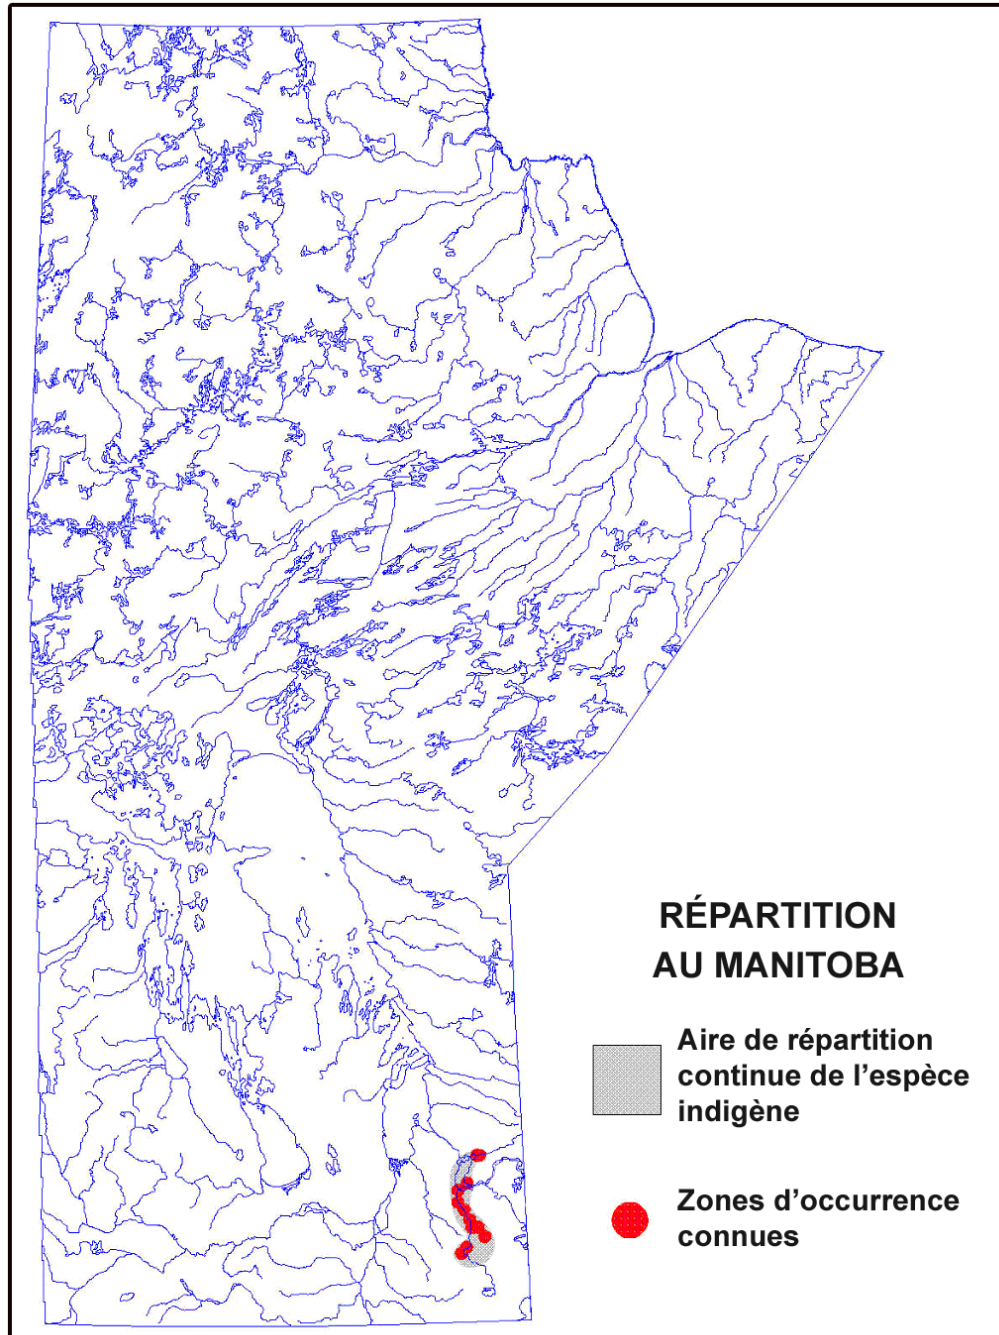 RÉPARTITION
AU MANITOBA
Aire de répartition
continue de l'espèce
indigène
Zones d'occurrence
connues